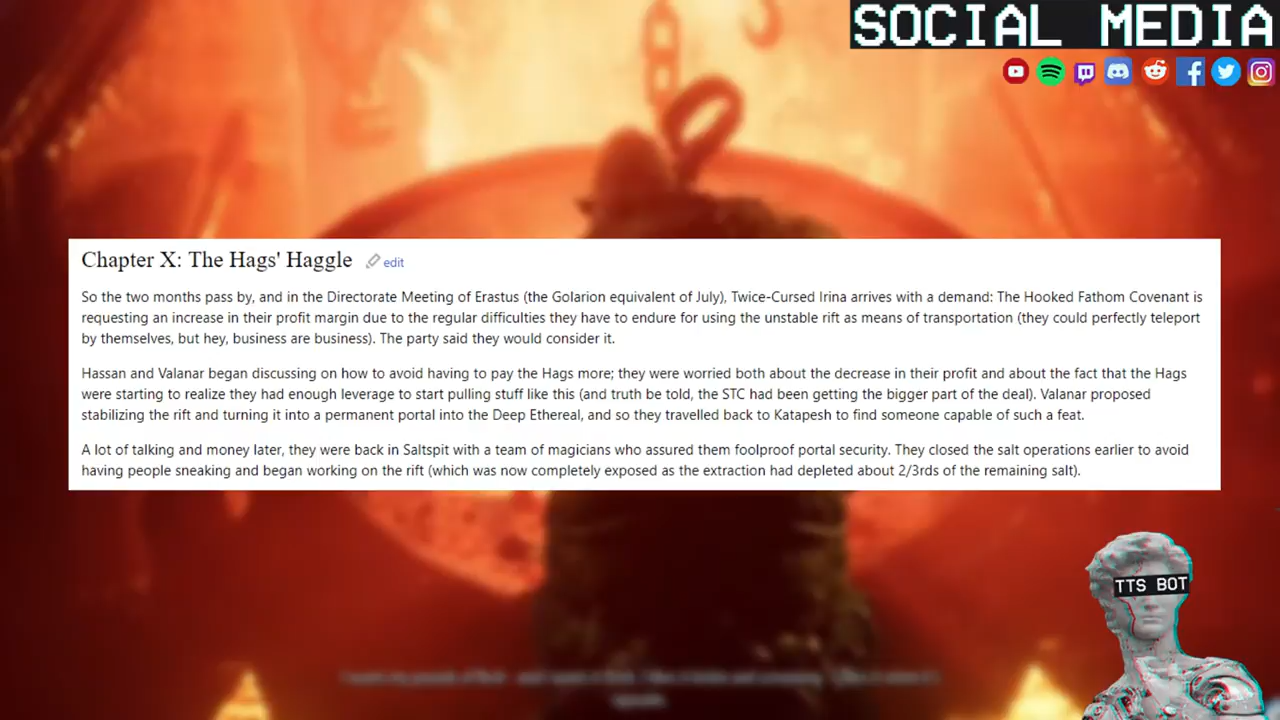 SOCIAL MEDIA
Chapter X: The Hags' Haggle edit
So the two months pass by, and in the Directorate Meeting of Erastus (the Golarion equivalent of July), Twice-Cursed Irina arrives with a demand: The Hooked Fathom Covenant is
requesting an increase in their profit margin due to the regular difficulties they have to endure for using the unstable rift as means of transportation (they could perfectly teleport
by themselves, but hey, business are business). The party said they would consider it.
Hassan and Valanar began discussing on how to avoid having to pay the Hags more; they were worried both about the decrease in their profit and about the fact that the Hags
were starting to realize they had enough leverage to start pulling stuff like this (and truth be told, the STC had been getting the bigger part of the deal). Valanar proposed
stabilizing the rift and turning it into a permanent portal into the Deep Ethereal, and so they travelled back to Katapesh to find someone capable of such a feat.
A lot of talking and money later, they were back in Saltspit with a team of magicians who assured them foolproof portal security. They closed the salt operations earlier to avoid
having people sneaking and began working on the rift (which was now completely exposed as the extraction had depleted about 2/3rds of the remaining salt).
TTS BOT